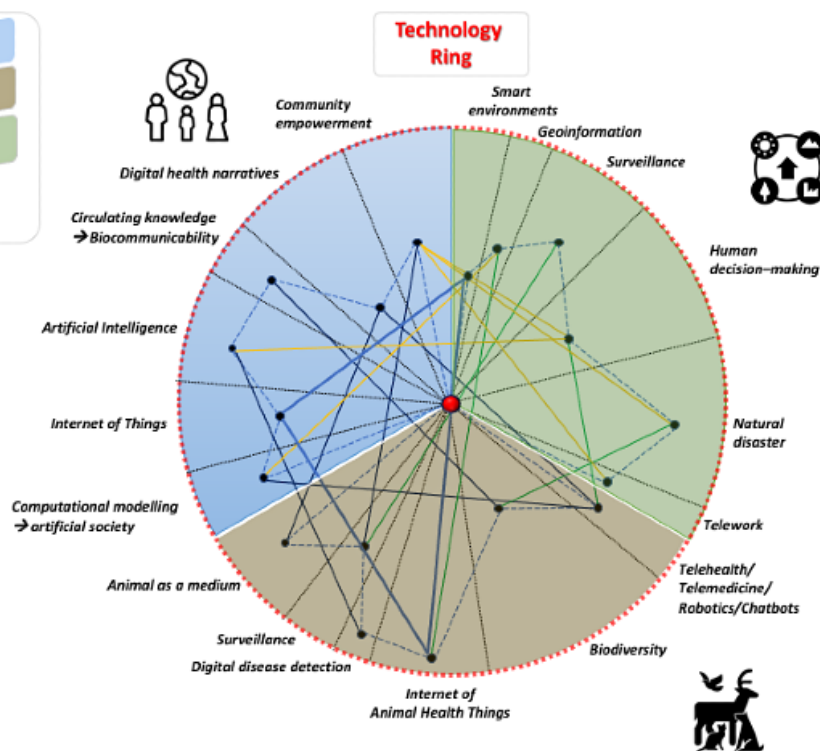 Technology
Ring
Smart
environments
Community
empowerment
Geoinformation
Surveillance
Digital health narratives
Circulating knowledge
→Biocommunicability
Human
decision–making
Artificial Intelligence
Internet of Things
Natural
disaster
Computational modelling
→artificial society
Telework
Animal as a medium
Telehealth/
Telemedicine/
Robotics/Chatbots
Surveillance
Biodiversity
Digital disease detection
Internet of
Animal Health Things